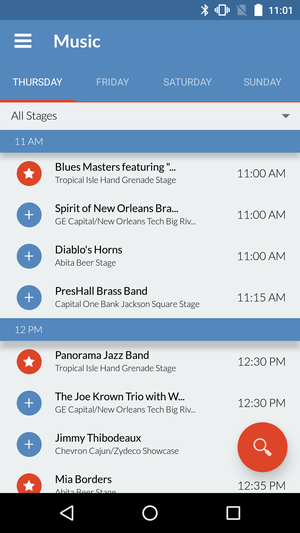 11:01
Music
THURSDAY FRIDAY SATURDAY SUNDAY
All Stages
11 AM
Blues Masters featuring "...
Tropical Isle Hand Grenade Stage
11:00 AM
Spirit of New Orleans Bra...
GE Capital/New Orleans Tech Big Riv...
11:00 AM
Diablo's Horns
Abita Beer Stage
11:00 AM
PresHall Brass Band
Capital One Bank Jackson Square Stage
11:15 AM
12 PM
Panorama Jazz Band
Tropical Isle Hand Grenade Stage
12:30 PM
The Joe Krown Trio with W...
GE Capital/New Orleans Tech Big Riv...
12:30 PM
Jimmy Thibodeaux
Chevron Cajun/Zydeco Showcase
Mia Borders
Abita Beer Stage
12:35 PM